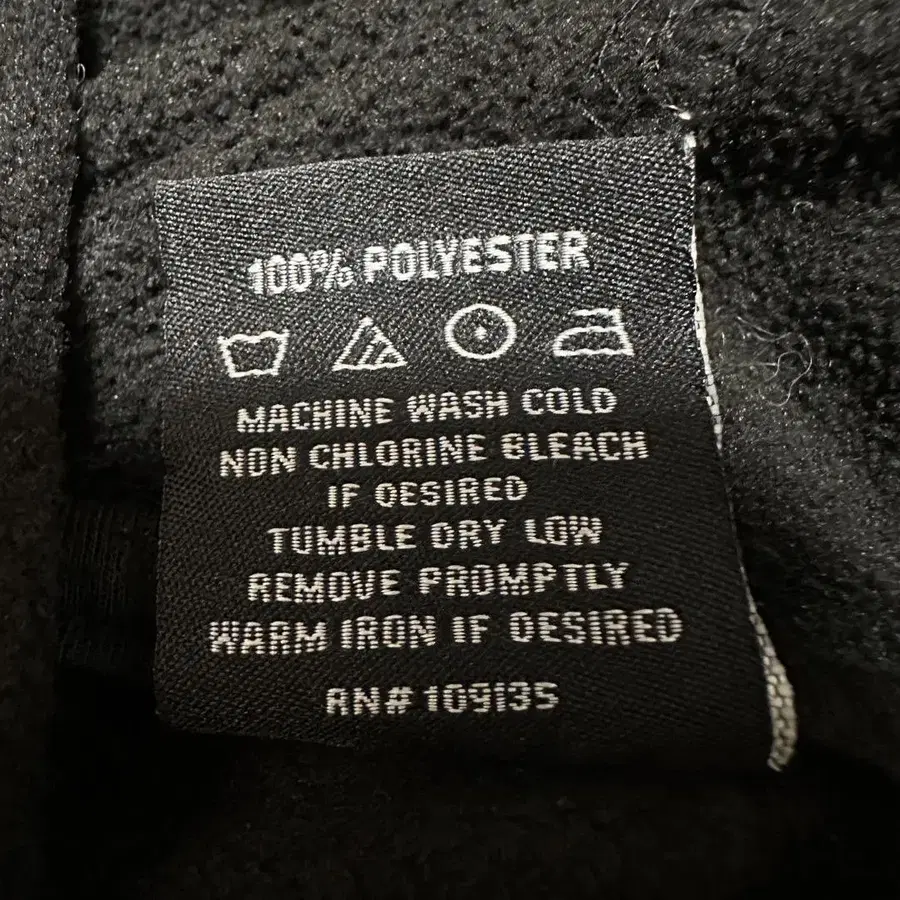 100% POLYESTER
MACHINE WASH COLD
NON CHLORINE BLEACH
IF DESIRED
TUMBLE DRY LOW
REMOVE PROMPTLY
WARM IRON IF DESIRED
RN# 109135